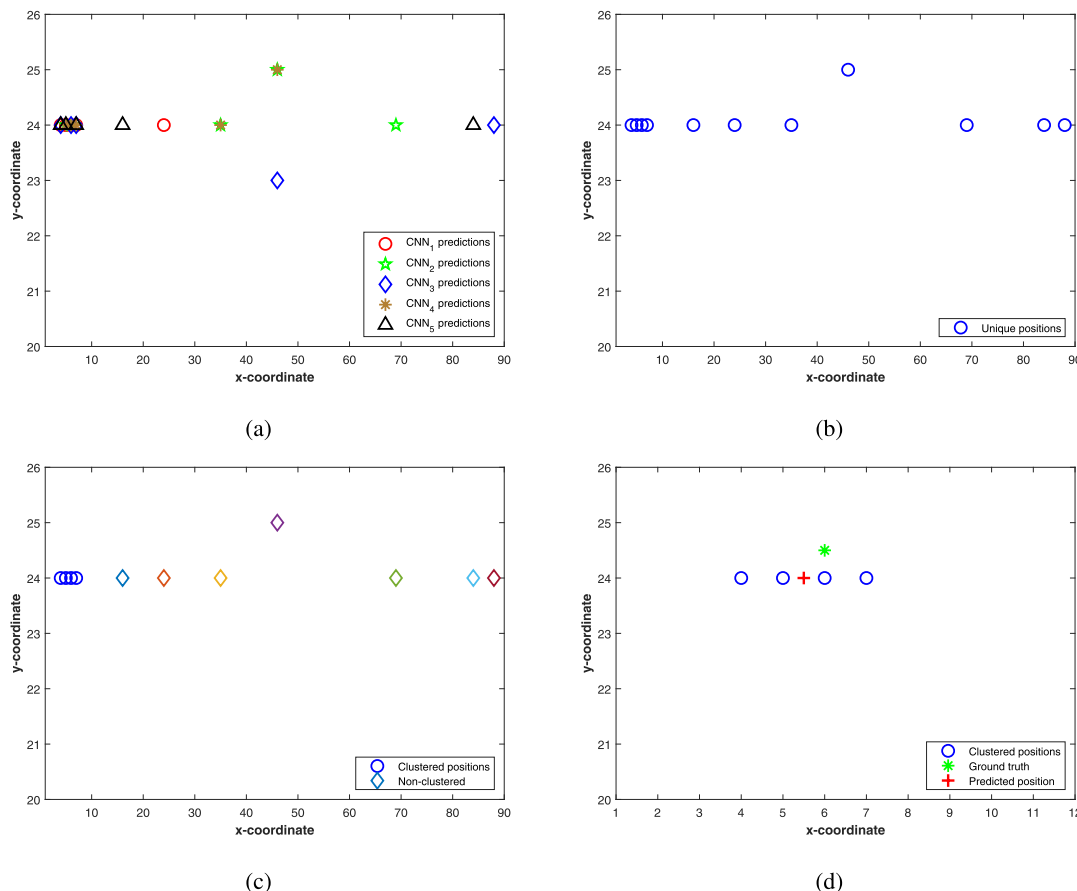 26
25
24
23
22
21
20
10 20 30 40 50 60 70 80 90
x-coordinate
y-coordinate
CNN1 predictions
CNN2 predictions
CNN3 predictions
CNN4 predictions
CNN5 predictions
(a)
26
25
24
23
22
21
20
10 20 30 40 50 60 70 80 90
x-coordinate
y-coordinate
Unique positions
(b)
26
25
24
23
22
21
20
10 20 30 40 50 60 70 80 90
x-coordinate
y-coordinate
Clustered positions
Non-clustered
(c)
26
25
24
23
22
21
20
1 2 3 4 5 6 7 8 9 10 11 12
x-coordinate
y-coordinate
Clustered positions
Ground truth
Predicted position
(d)